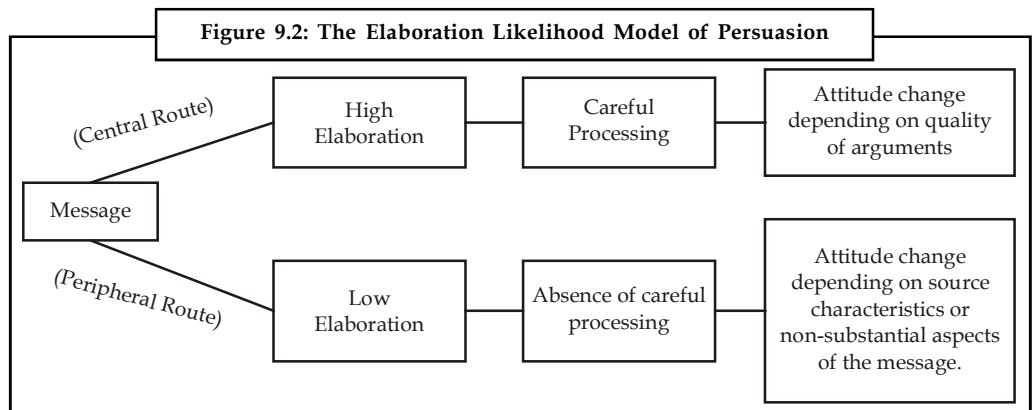 Figure 9.2: The Elaboration Likelihood Model of Persuasion
(Central Route)
High
Elaboration
Careful
Processing
Attitude change
depending on quality
of arguments
Message
(Peripheral Route)
Low
Elaboration
Absence of careful
processing
Attitude change
depending on source
characteristics or
non-substantial aspects
of the message.